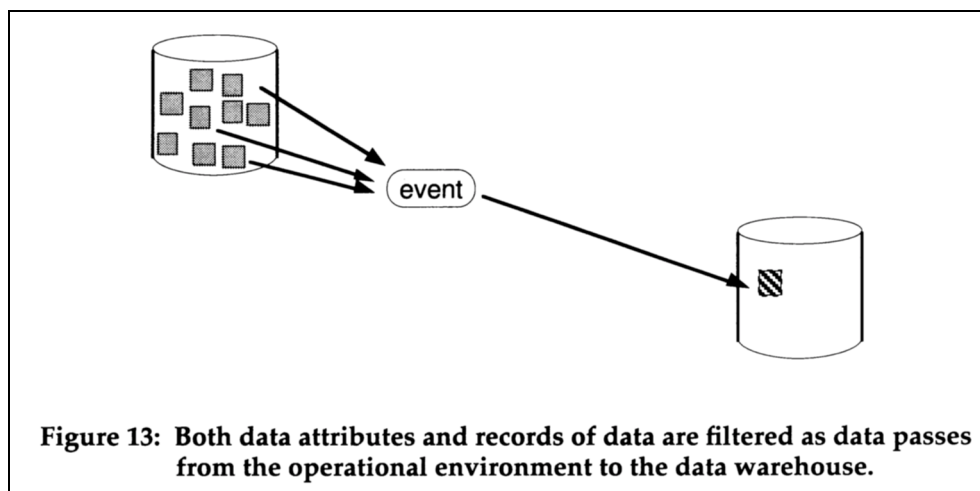 event
Figure 13: Both data attributes and records of data are filtered as data passes
from the operational environment to the data warehouse.